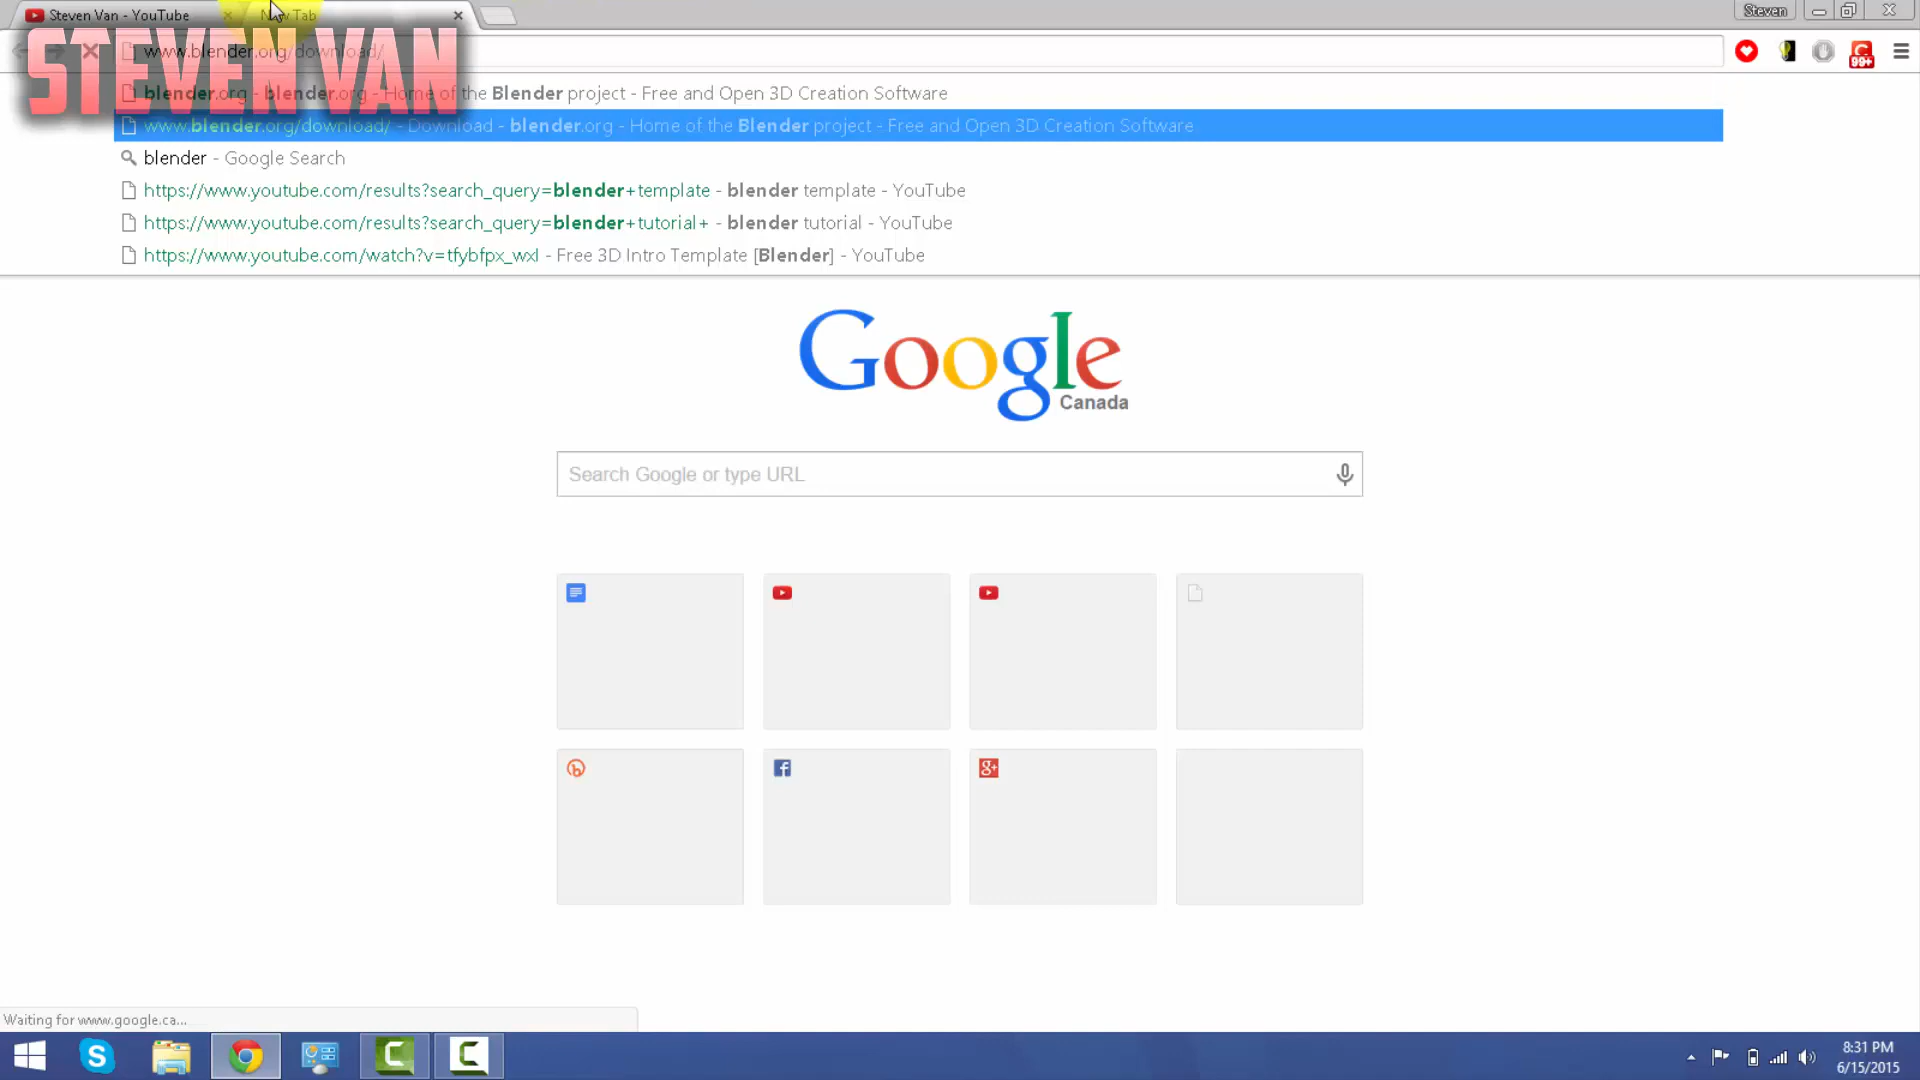 Steven Van - YouTube
New Tab
Steven
STEVEN VAN
www.blender.org/download/
99+
blender.org - blender.org - Home of the Blender project - Free and Open 3D Creation Software
www.blender.org/download/ - Download - blender.org - Home of the Blender project - Free and Open 3D Creation Software
blender - Google Search
https://www.youtube.com/results?search_query=blender+template - blender template - YouTube
https://www.youtube.com/results?search_query=blender+tutorial+ - blender tutorial - YouTube
https://www.youtube.com/watch?v=tfybfpx_wxI - Free 3D Intro Template [Blender] - YouTube
Google
Canada
Search Google or type URL
Waiting for www.google.ca...
8:31 PM
6/15/2015